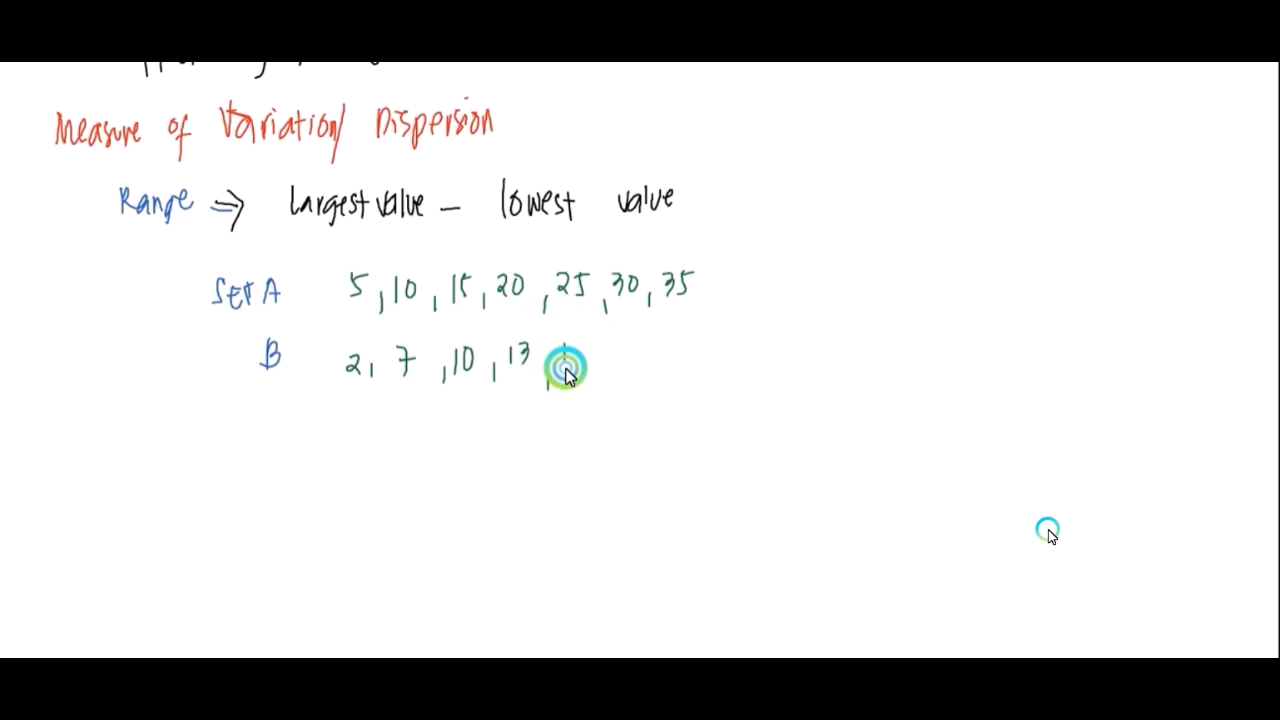 Measure of Variation/ Dispersion
Range ⇒ largest value – lowest value
Set A 5, 10, 15, 20, 25, 30, 35
B 2, 7, 10, 13,